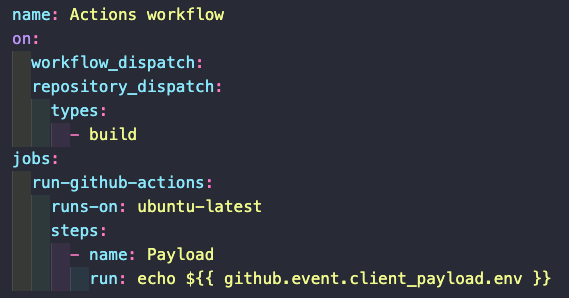 name: Actions workflow
on:
  workflow_dispatch:
  repository_dispatch:
    types:
      - build
jobs:
  run-github-actions:
    runs-on: ubuntu-latest
    steps:
      - name: Payload
        run: echo ${{ github.event.client_payload.env }}